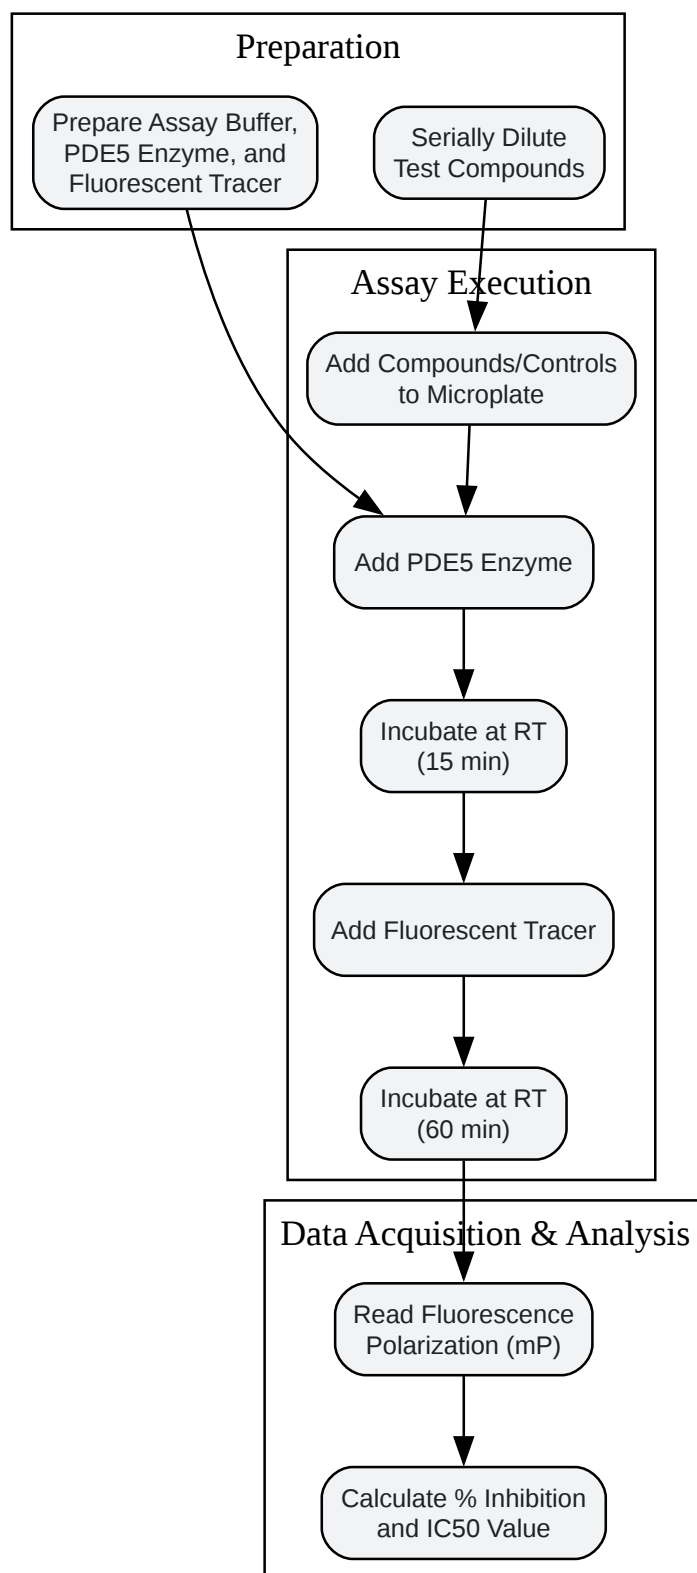 Preparation
Prepare Assay Buffer,
PDE5 Enzyme, and
Fluorescent Tracer
Serially Dilute
Test Compounds
Assay Execution
Add Compounds/Controls
to Microplate
Add PDE5 Enzyme
Incubate at RT
(15 min)
Add Fluorescent Tracer
Incubate at RT
(60 min)
Data Acquisition & Analysis
Read Fluorescence
Polarization (mP)
Calculate % Inhibition
and IC50 Value